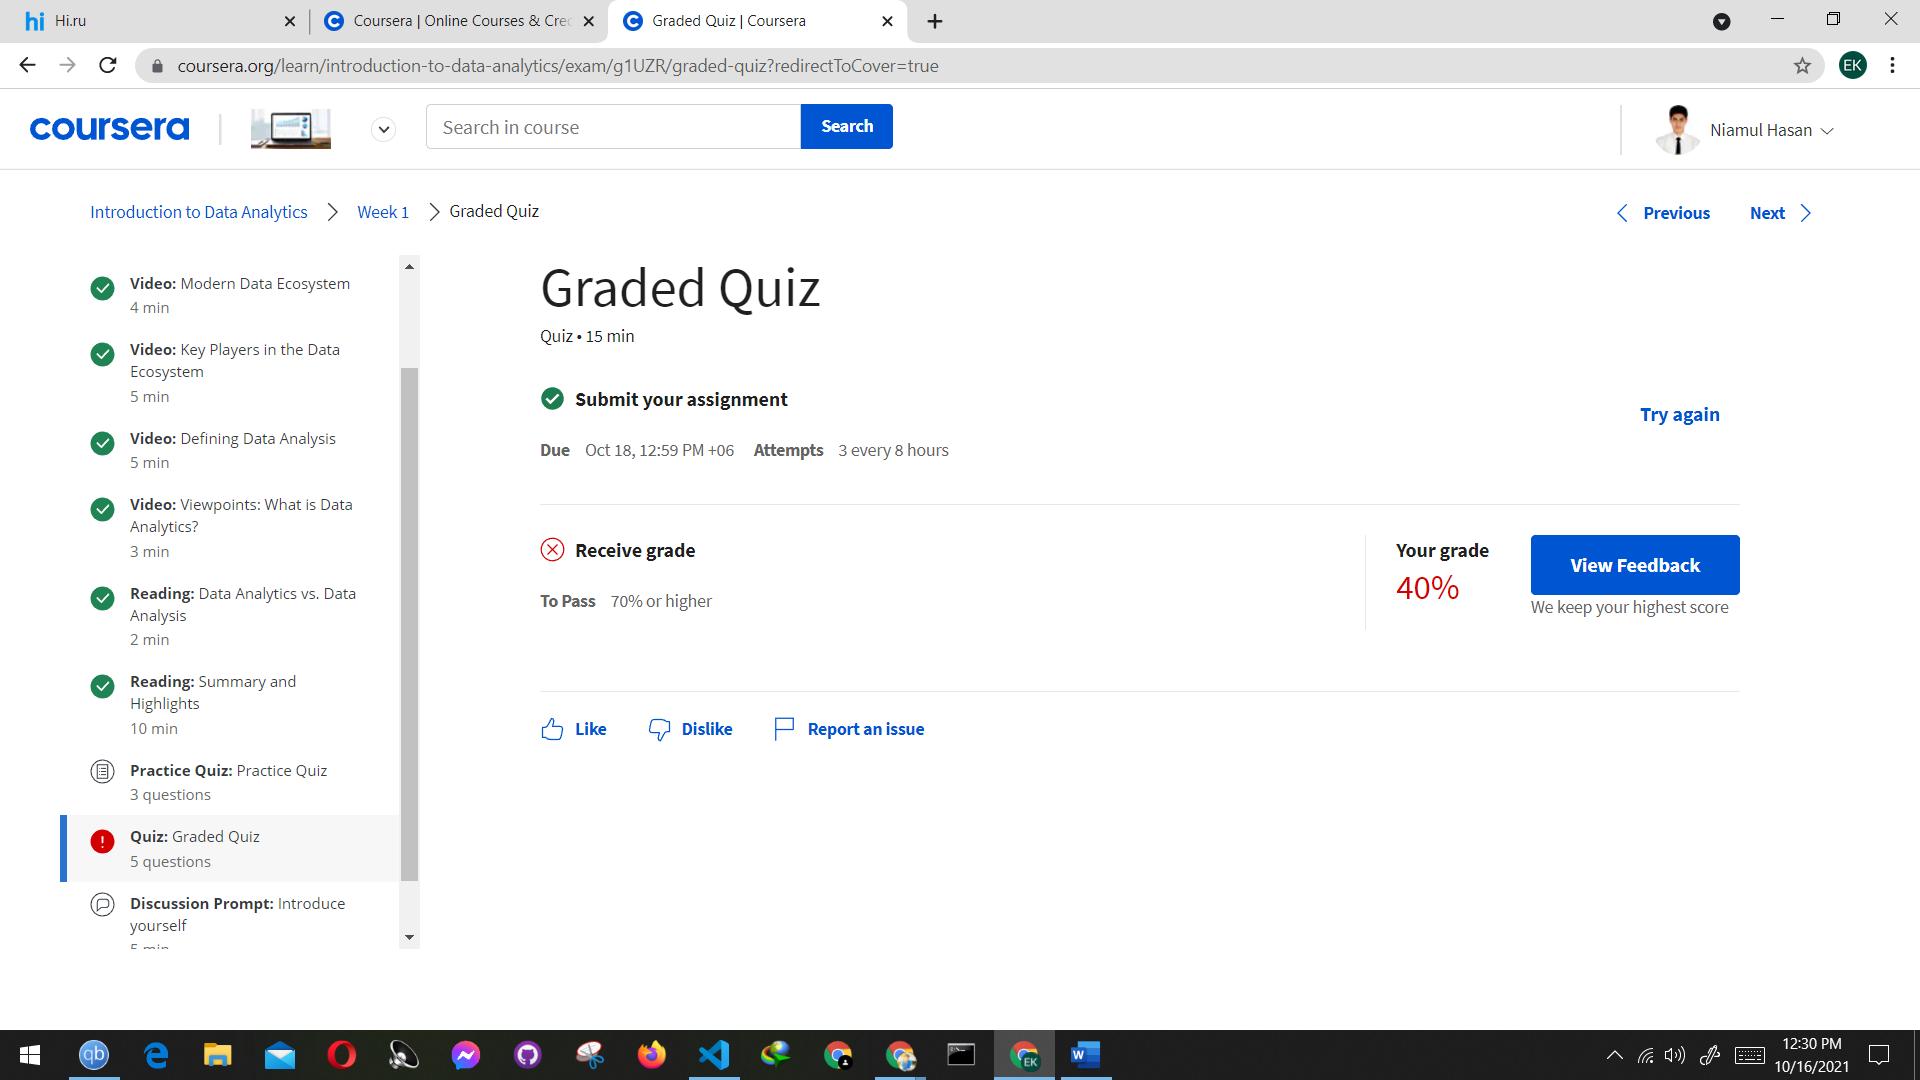 hi Hi.ru
Coursera | Online Courses & Cre
Graded Quiz | Coursera
coursera.org/learn/introduction-to-data-analytics/exam/g1UZR/graded-quiz?redirectToCover=true
EK
coursera
Search in course
Search
Niamul Hasan
Introduction to Data Analytics
Week 1
Graded Quiz
Previous
Next
Video: Modern Data Ecosystem
4 min
Video: Key Players in the Data
Ecosystem
5 min
Video: Defining Data Analysis
5 min
Video: Viewpoints: What is Data
Analytics?
3 min
Reading: Data Analytics vs. Data
Analysis
2 min
Reading: Summary and
Highlights
10 min
Practice Quiz: Practice Quiz
3 questions
Quiz: Graded Quiz
5 questions
Discussion Prompt: Introduce
yourself
5 min
Graded Quiz
Quiz • 15 min
Submit your assignment
Due Oct 18, 12:59 PM +06 Attempts 3 every 8 hours
Try again
Receive grade
To Pass 70% or higher
Your grade
40%
View Feedback
We keep your highest score
Like
Dislike
Report an issue
qb
EK
W
12:30 PM
10/16/2021